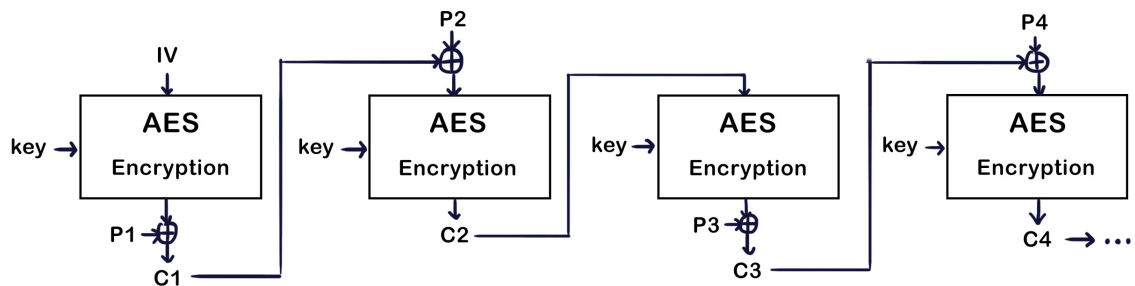 IV
key
AES
Encryption
P1
C1
P2
key
AES
Encryption
C2
key
AES
Encryption
P3
C3
P4
key
AES
Encryption
C4 ...